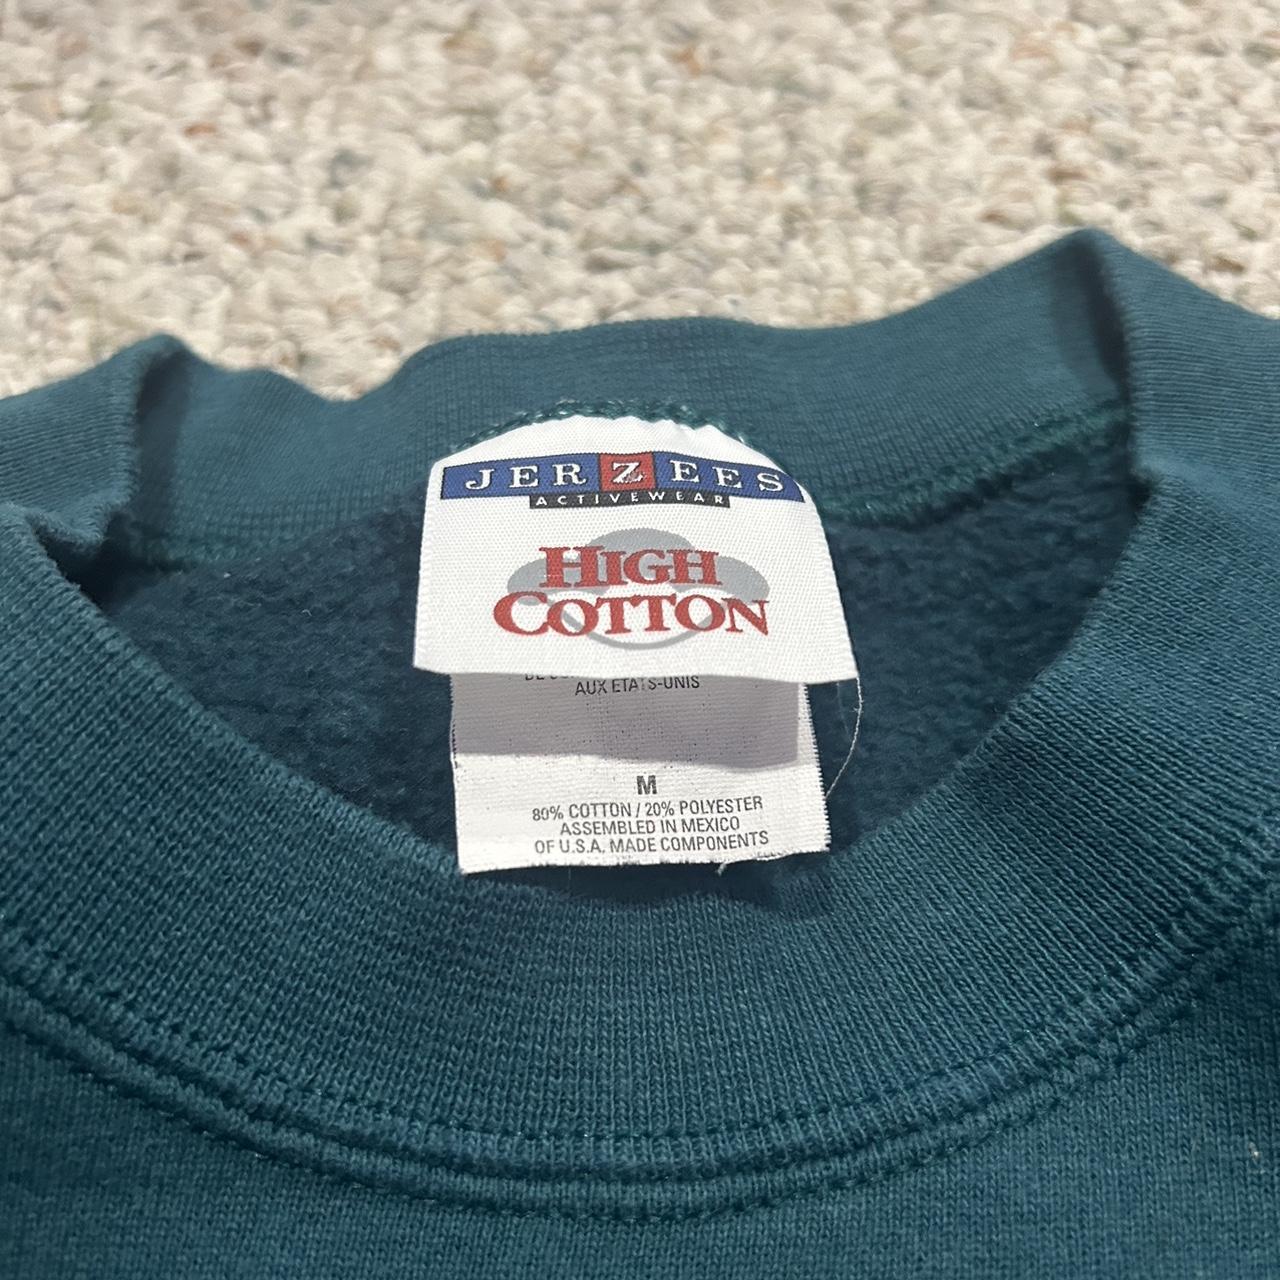 JERZEES
ACTIVEWEAR
HIGH
COTTON
AUX ETATS-UNIS
M
80% COTTON / 20% POLYESTER
ASSEMBLED IN MEXICO
OF U.S.A. MADE COMPONENTS